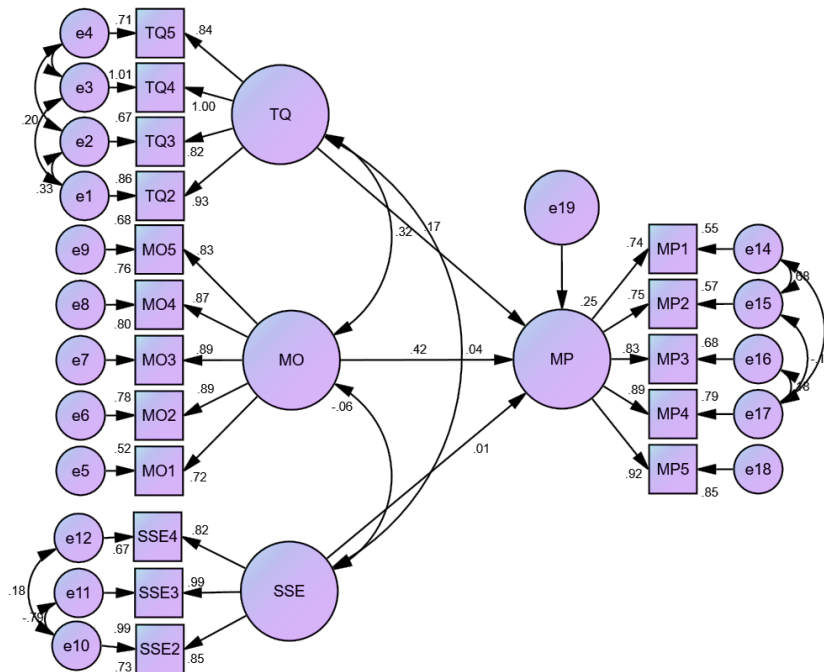 e4
.71
TQ5
.84
e3
1.01
TQ4
1.00
TQ
.20
e2
.67
TQ3
.82
.33
e1
.86
TQ2
.93
.68
e9
MO5
.83
.76
e8
MO4
.87
.80
e7
MO3
.89
MO
e6
.78
MO2
.89
e5
.52
MO1
.72
.32
.17
.42
.04
-.06
.01
e19
.25
MP
.74
MP1
.55
e14
.75
MP2
.57
e15
.83
MP3
.68
e16
.89
MP4
.79
e17
.92
MP5
.85
e18
e12
.67
SSE4
.82
.18
e11
SSE3
.99
SSE
-.79
e10
.99
SSE2
.85
.73